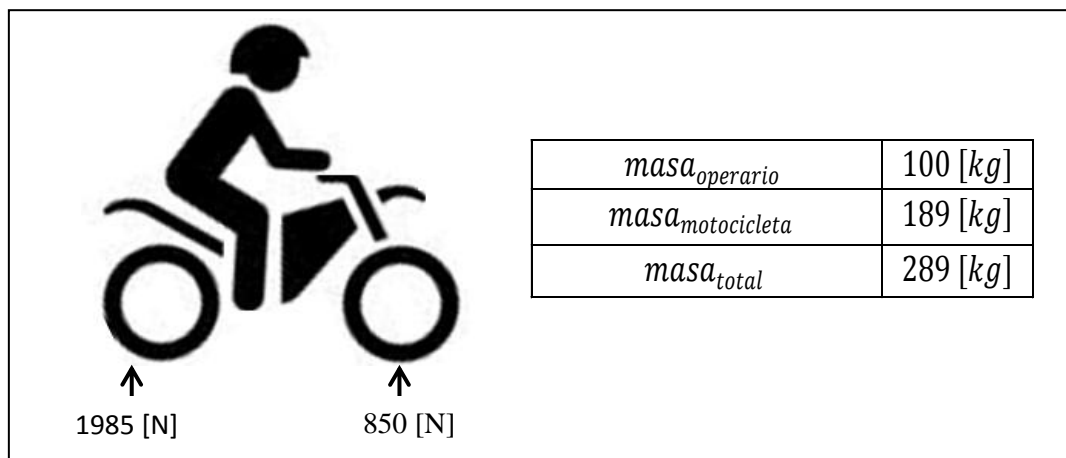 masa_operario 100 [kg]
masa_motocicleta 189 [kg]
masa_total 289 [kg]
1985 [N] 850 [N]